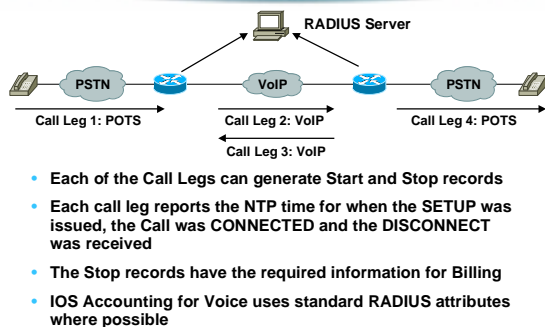 RADIUS Server
PSTN
VoIP
PSTN
Call Leg 1: POTS
Call Leg 2: VoIP
Call Leg 4: POTS
Call Leg 3: VoIP
• Each of the Call Legs can generate Start and Stop records
• Each call leg reports the NTP time for when the SETUP was
issued, the Call was CONNECTED and the DISCONNECT
was received
• The Stop records have the required information for Billing
• IOS Accounting for Voice uses standard RADIUS attributes
where possible